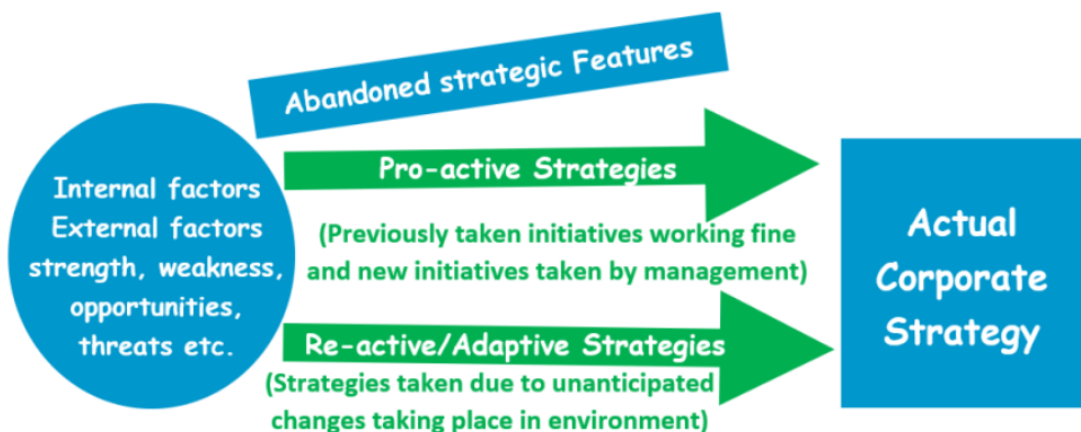 Abandoned strategic Features
Internal factors
External factors
strength, weakness,
opportunities,
threats etc.
Pro-active Strategies
(Previously taken initiatives working fine
and new initiatives taken by management)
Re-active/Adaptive Strategies
(Strategies taken due to unanticipated
changes taking place in environment)
Actual
Corporate
Strategy